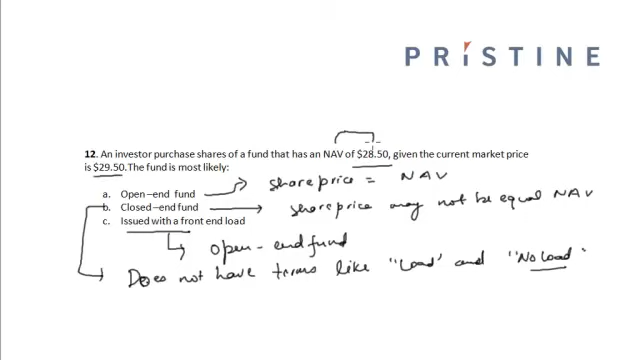 PRISTINE
12. An investor purchase shares of a fund that has an NAV of $28.50, given the current market price
is $29.50.The fund is most likely:
a. Open–end fund
share price = NAV
b. Closed–end fund
share price may not be equal NAV
c. Issued with a front end load
open-end fund
Does not have terms like "Load" and "No Load"